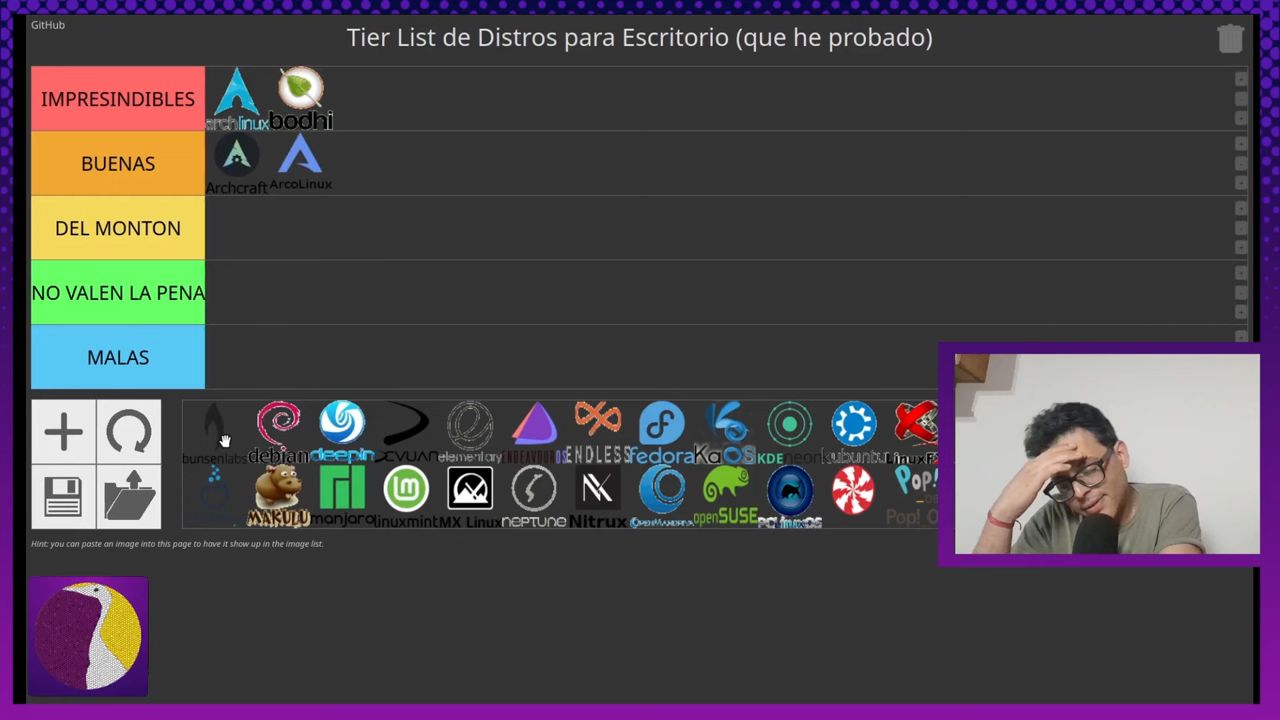 GitHub
Tier List de Distros para Escritorio (que he probado)
IMPRESINDIBLES
archlinux bodhi
BUENAS
Archcraft ArcoLinux
DEL MONTON
NO VALEN LA PENA
MALAS
bunsenlabs debian deepin DEVUAN elementary ENDEAVOUROS ENDLESS fedora KaOS KDE neon kubuntu
MAKULU manjaro linuxmint MX Linux NEPTUNE Nitrux OPENMANDRIVA openSUSE PCLinuxOS Pop!
Hint: you can paste an image into this page to have it show up in the image list.